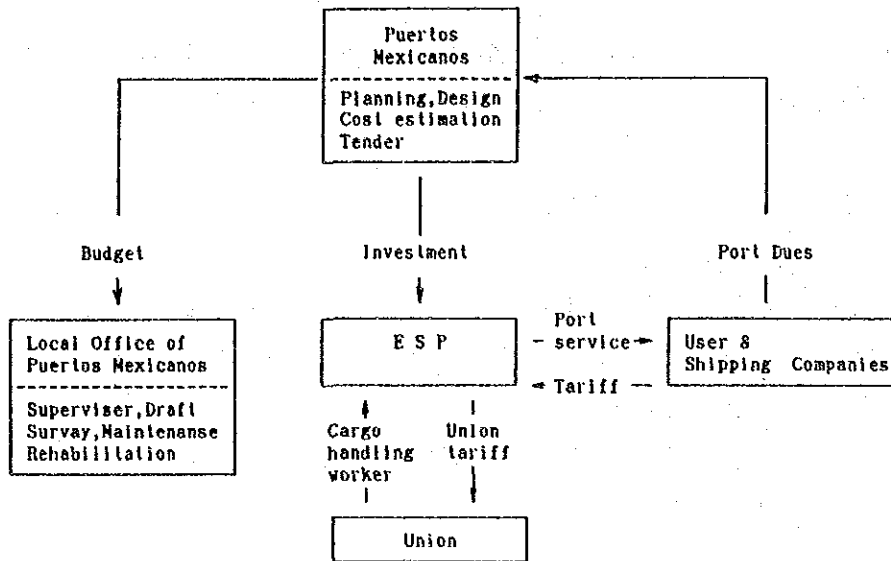 Puertos
Mexicanos
Planning,Design
Cost estimation
Tender
Budget
Investment
Port Dues
Local Office of
Puertos Mexicanos
Superviser,Draft
Survay,Maintenanse
Rehabilitation
E S P
Port
service
Tariff
User &
Shipping Companies
Cargo
handling
worker
Union
tariff
Union